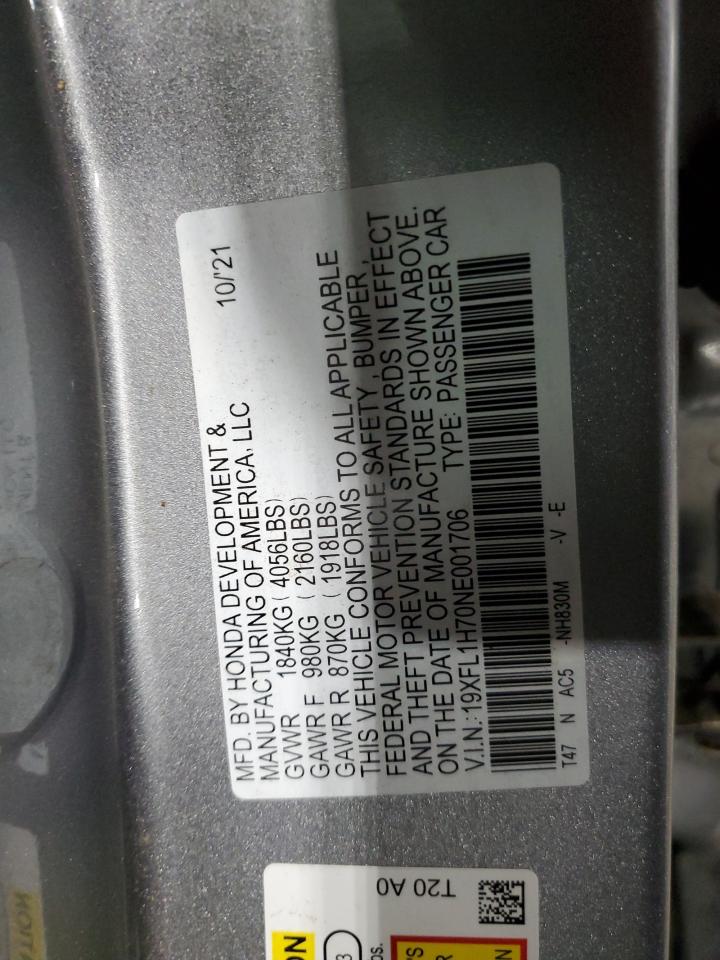 MFD. BY HONDA DEVELOPMENT &
MANUFACTURING OF AMERICA, LLC 10/'21
GVWR 1840KG ( 4056LBS)
GAWR F 980KG ( 2160LBS)
GAWR R 870KG ( 1918LBS)
THIS VEHICLE CONFORMS TO ALL APPLICABLE
FEDERAL MOTOR VEHICLE SAFETY, BUMPER,
AND THEFT PREVENTION STANDARDS IN EFFECT
ON THE DATE OF MANUFACTURE SHOWN ABOVE.
V.I.N.:19XFL1H70NE001706 TYPE: PASSENGER CAR
T47 N AC5 -NH830M -V -E
T20 A0